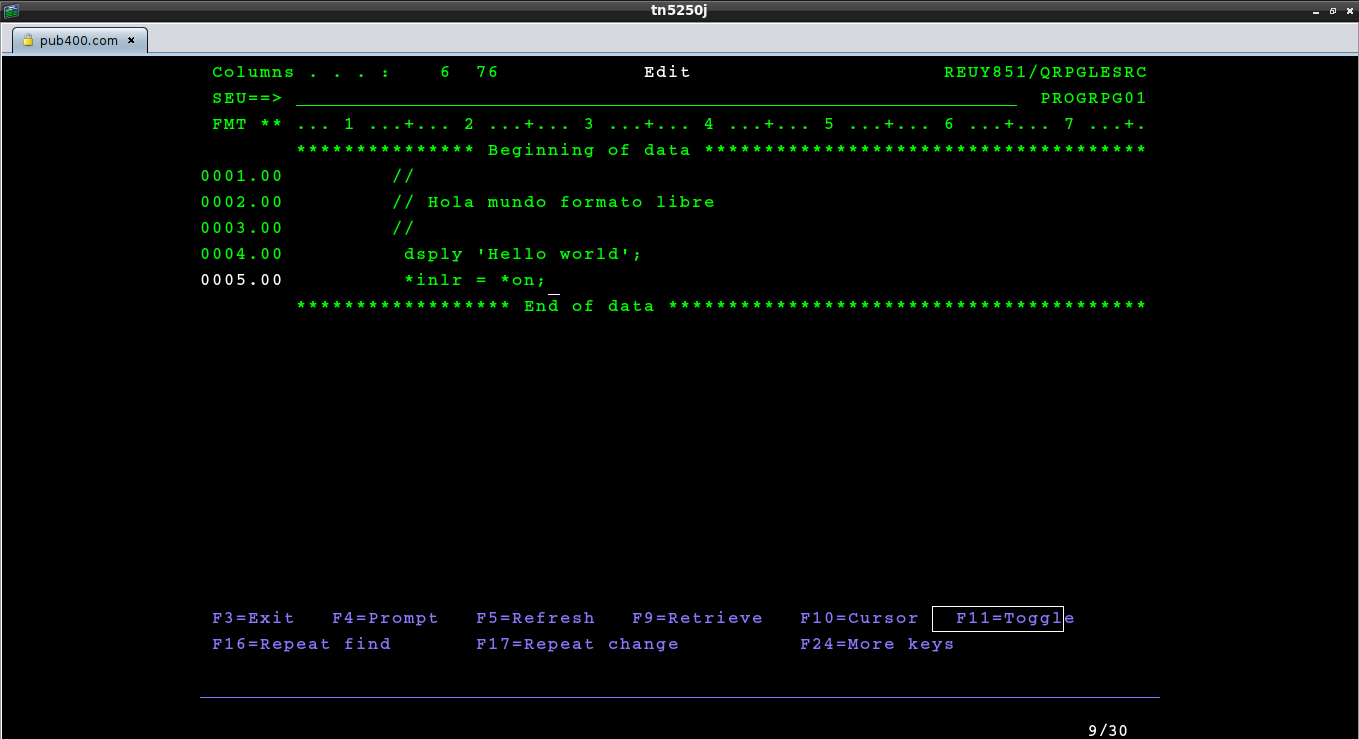 tn5250j
pub400.com
Columns . . . :    6  76            Edit                     REUY851/QRPGLESRC
SEU==>                                                               PROGRPG01
FMT ** ... 1 ...+... 2 ...+... 3 ...+... 4 ...+... 5 ...+... 6 ...+... 7 ...+.
*************** Beginning of data *************************************
0001.00         //
0002.00         // Hola mundo formato libre
0003.00         //
0004.00          dsply 'Hello world';
0005.00          *inlr = *on;
****************** End of data ****************************************
F3=Exit   F4=Prompt   F5=Refresh   F9=Retrieve   F10=Cursor   F11=Toggle
F16=Repeat find       F17=Repeat change          F24=More keys
9/30